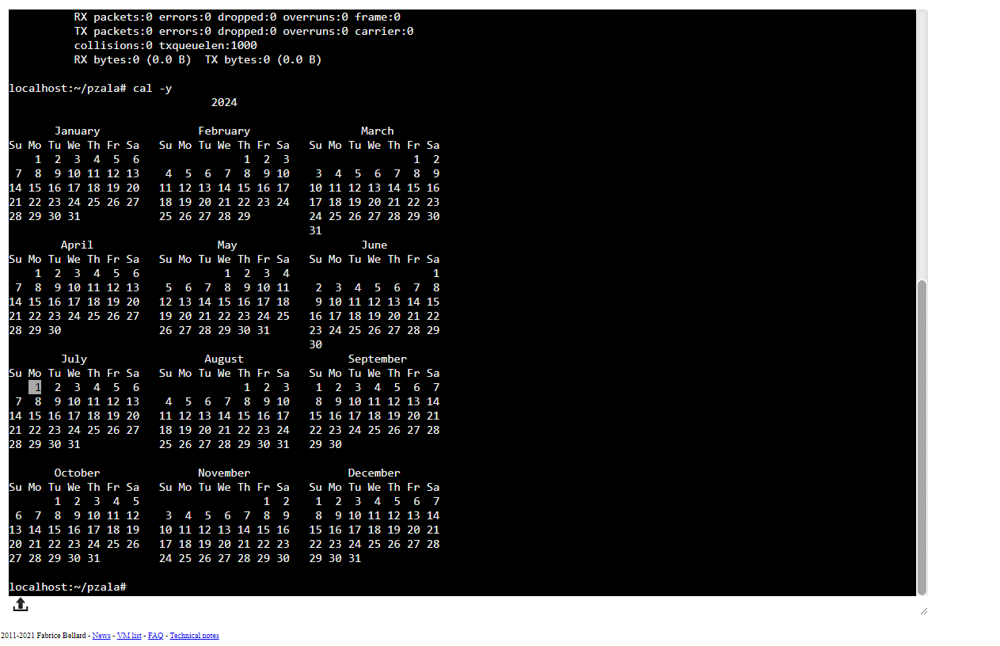 RX packets:0 errors:0 dropped:0 overruns:0 frame:0
          TX packets:0 errors:0 dropped:0 overruns:0 carrier:0
          collisions:0 txqueuelen:1000
          RX bytes:0 (0.0 B)  TX bytes:0 (0.0 B)

localhost:~/pzala# cal -y
                               2024

       January               February                 March
Su Mo Tu We Th Fr Sa   Su Mo Tu We Th Fr Sa   Su Mo Tu We Th Fr Sa
    1  2  3  4  5  6                1  2  3                   1  2
 7  8  9 10 11 12 13    4  5  6  7  8  9 10    3  4  5  6  7  8  9
14 15 16 17 18 19 20   11 12 13 14 15 16 17   10 11 12 13 14 15 16
21 22 23 24 25 26 27   18 19 20 21 22 23 24   17 18 19 20 21 22 23
28 29 30 31            25 26 27 28 29         24 25 26 27 28 29 30
                                              31
        April                   May                   June
Su Mo Tu We Th Fr Sa   Su Mo Tu We Th Fr Sa   Su Mo Tu We Th Fr Sa
    1  2  3  4  5  6             1  2  3  4                      1
 7  8  9 10 11 12 13    5  6  7  8  9 10 11    2  3  4  5  6  7  8
14 15 16 17 18 19 20   12 13 14 15 16 17 18    9 10 11 12 13 14 15
21 22 23 24 25 26 27   19 20 21 22 23 24 25   16 17 18 19 20 21 22
28 29 30               26 27 28 29 30 31      23 24 25 26 27 28 29
                                              30
        July                  August                September
Su Mo Tu We Th Fr Sa   Su Mo Tu We Th Fr Sa   Su Mo Tu We Th Fr Sa
    1  2  3  4  5  6                1  2  3    1  2  3  4  5  6  7
 7  8  9 10 11 12 13    4  5  6  7  8  9 10    8  9 10 11 12 13 14
14 15 16 17 18 19 20   11 12 13 14 15 16 17   15 16 17 18 19 20 21
21 22 23 24 25 26 27   18 19 20 21 22 23 24   22 23 24 25 26 27 28
28 29 30 31            25 26 27 28 29 30 31   29 30

       October               November               December
Su Mo Tu We Th Fr Sa   Su Mo Tu We Th Fr Sa   Su Mo Tu We Th Fr Sa
       1  2  3  4  5                   1  2    1  2  3  4  5  6  7
 6  7  8  9 10 11 12    3  4  5  6  7  8  9    8  9 10 11 12 13 14
13 14 15 16 17 18 19   10 11 12 13 14 15 16   15 16 17 18 19 20 21
20 21 22 23 24 25 26   17 18 19 20 21 22 23   22 23 24 25 26 27 28
27 28 29 30 31         24 25 26 27 28 29 30   29 30 31

localhost:~/pzala#
2011-2021 Fabrice Bellard - News - VM list - FAQ - Technical notes